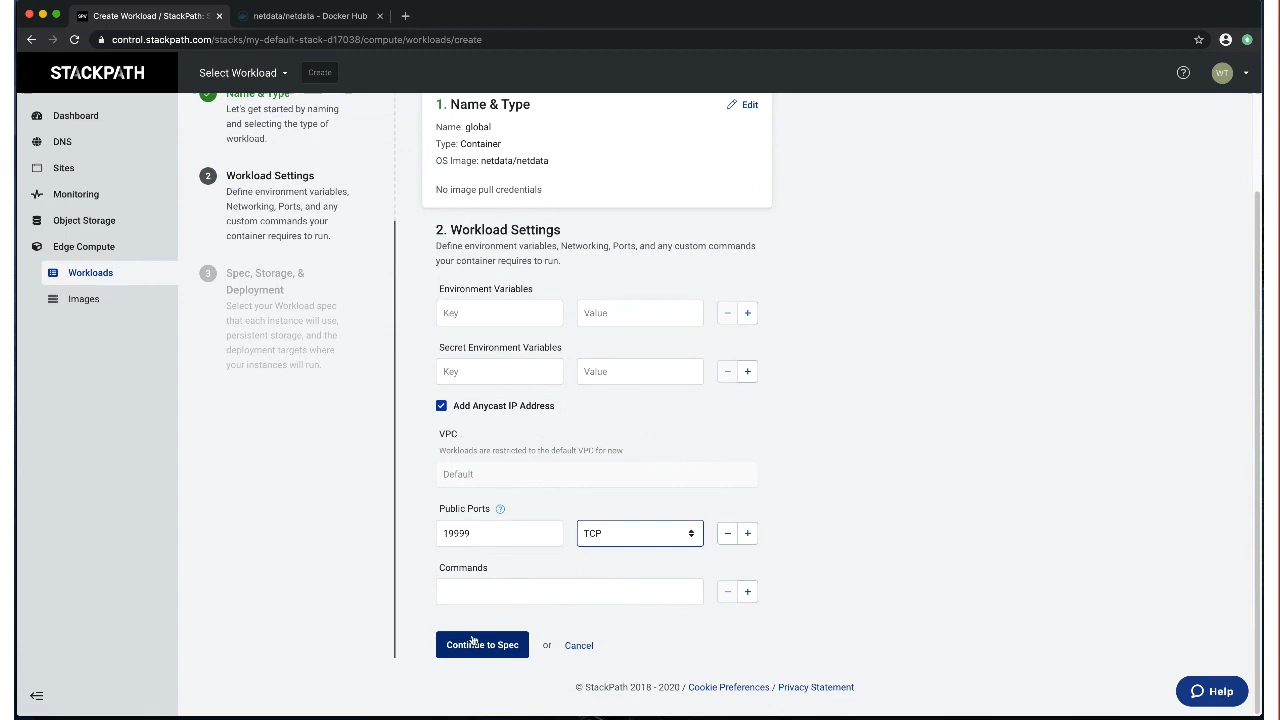 Create Workload / StackPath: S
netdata/netdata - Docker Hub
control.stackpath.com/stacks/my-default-stack-d17038/compute/workloads/create
STACKPATH
Select Workload
Create
WT
Dashboard
DNS
Sites
Monitoring
Object Storage
Edge Compute
Workloads
Images
Name & Type
Let's get started by naming
and selecting the type of
workload.
2
Workload Settings
Define environment variables,
Networking, Ports, and any
custom commands your
container requires to run.
3
Spec, Storage, &
Deployment
Select your Workload spec
that each instance will use,
persistent storage, and the
deployment targets where
your instances will run.
1. Name & Type
Edit
Name: global
Type: Container
OS Image: netdata/netdata
No image pull credentials
2. Workload Settings
Define environment variables, Networking, Ports, and any custom commands
your container requires to run.
Environment Variables
Key
Value
− +
Secret Environment Variables
Key
Value
− +
Add Anycast IP Address
VPC
Workloads are restricted to the default VPC for now
Default
Public Ports ?
19999
TCP
− +
Commands
− +
Continue to Spec
or
Cancel
© StackPath 2018 - 2020 / Cookie Preferences / Privacy Statement
Help